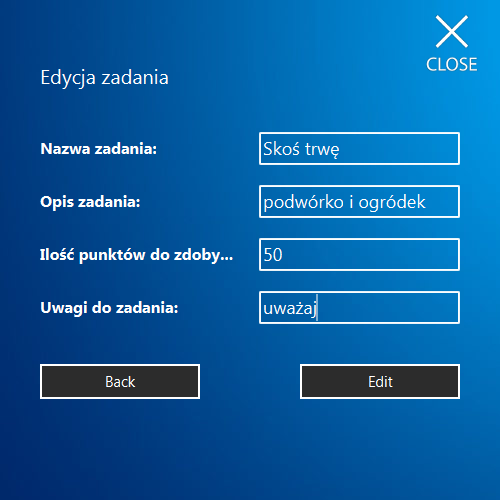 CLOSE
Edycja zadania
Nazwa zadania: Skoś trwę
Opis zadania: podwórko i ogródek
Ilość punktów do zdoby... 50
Uwagi do zadania: uważaj
Back Edit